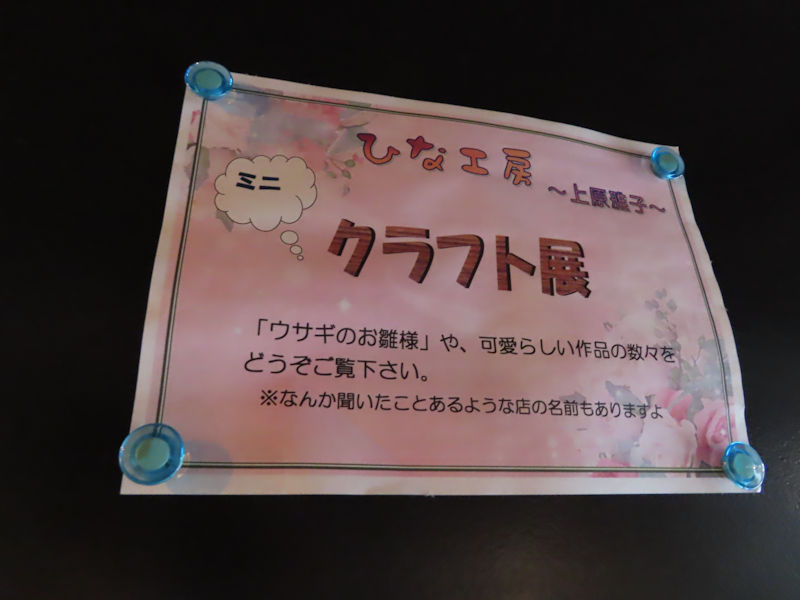 ひな工房
～上原龍子～
ミニ
クラフト展
「ウサギのお雛様」や、可愛らしい作品の数々を
どうぞご覧下さい。
※なんか聞いたことあるような店の名前もありますよ